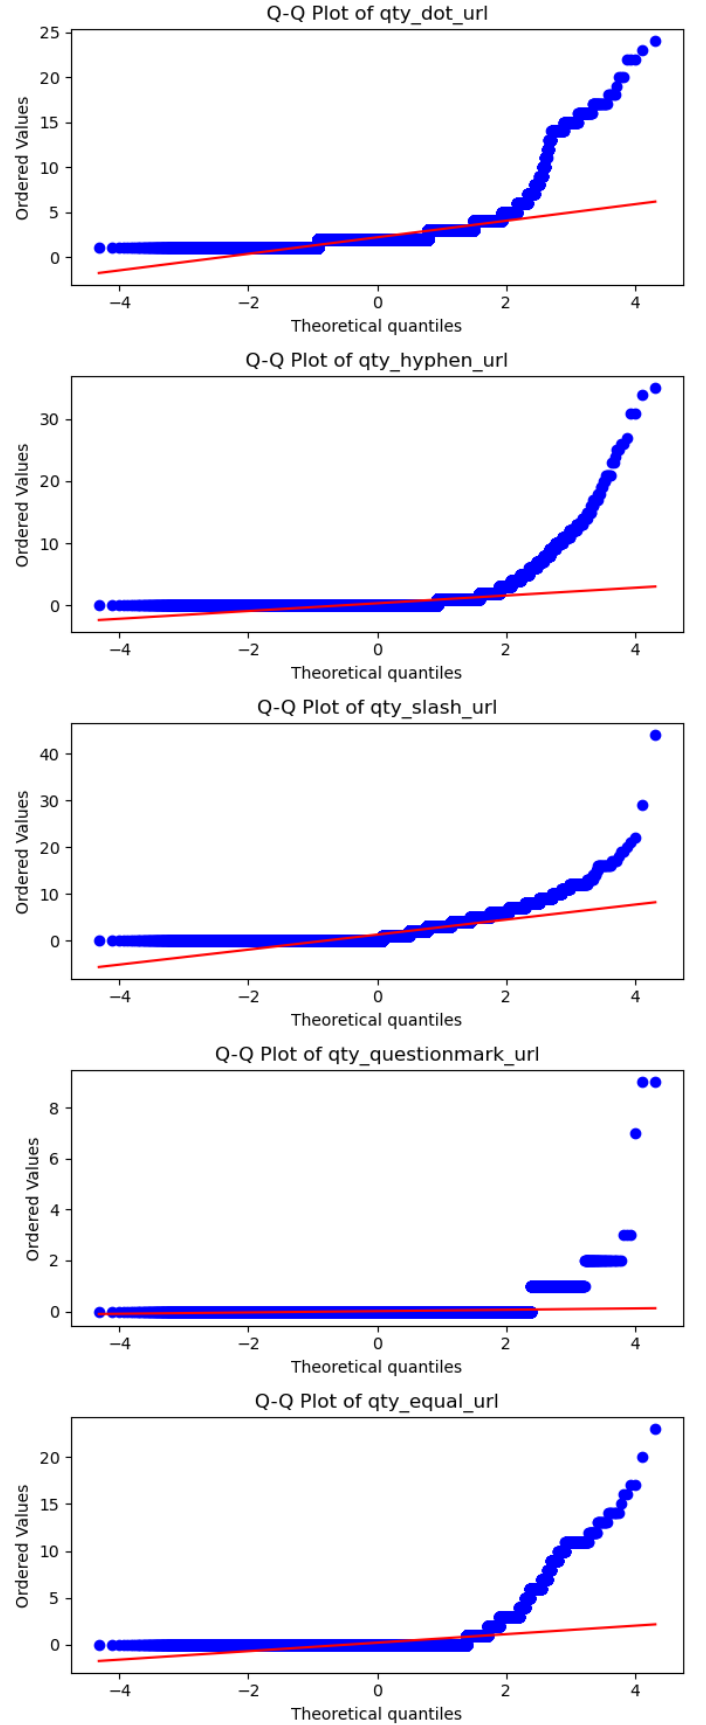 Q-Q Plot of qty_dot_url
25
20
15
10
5
0
Ordered Values
−4 −2 0 2 4
Theoretical quantiles
Q-Q Plot of qty_hyphen_url
30
20
10
0
Ordered Values
−4 −2 0 2 4
Theoretical quantiles
Q-Q Plot of qty_slash_url
40
30
20
10
0
Ordered Values
−4 −2 0 2 4
Theoretical quantiles
Q-Q Plot of qty_questionmark_url
8
6
4
2
0
Ordered Values
−4 −2 0 2 4
Theoretical quantiles
Q-Q Plot of qty_equal_url
20
15
10
5
0
Ordered Values
−4 −2 0 2 4
Theoretical quantiles